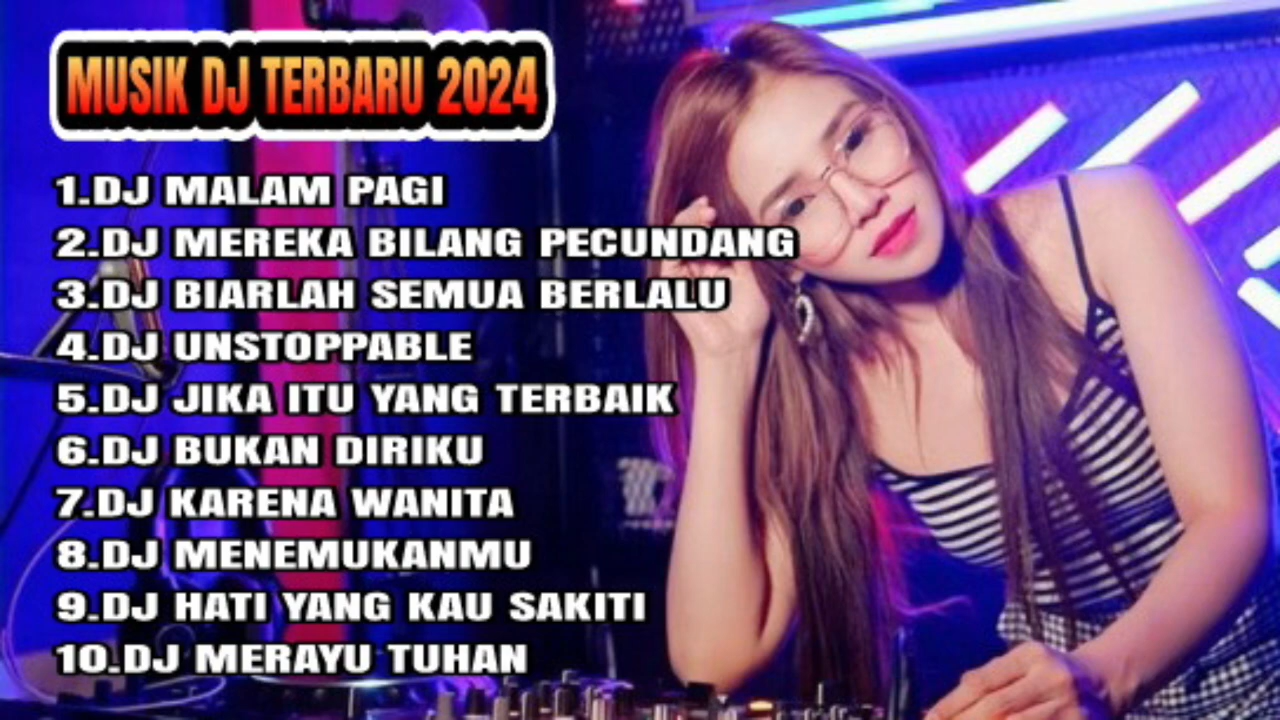 MUSIK DJ TERBARU 2024
1.DJ MALAM PAGI
2.DJ MEREKA BILANG PECUNDANG
3.DJ BIARLAH SEMUA BERLALU
4.DJ UNSTOPPABLE
5.DJ JIKA ITU YANG TERBAIK
6.DJ BUKAN DIRIKU
7.DJ KARENA WANITA
8.DJ MENEMUKANMU
9.DJ HATI YANG KAU SAKITI
10.DJ MERAYU TUHAN